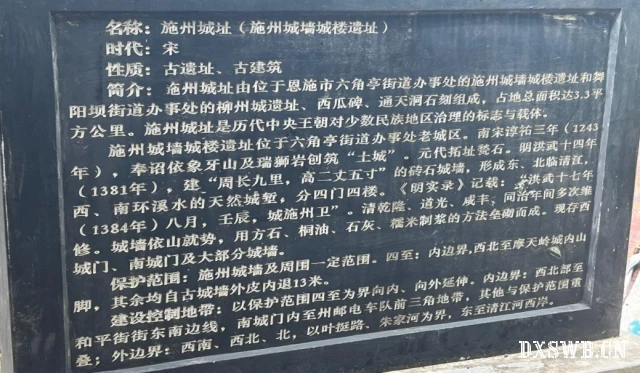 名称：施州城址（施州城墙城楼遗址）
时代：宋
性质：古遗址、古建筑
简介：施州城址由位于恩施市六角亭街道办事处的施州城墙城楼遗址和舞
阳坝街道办事处的柳州城遗址、西瓜碑、通天洞石刻组成，占地总面积达3.3平
方公里。施州城址是历代中央王朝对少数民族地区治理的标志与载体。
施州城墙城楼遗址位于六角亭街道办事处老城区。南宋淳祐三年（1243
年），奉诏依象牙山及瑞狮岩刨筑“土城”。元代拓址甃石。明洪武十四年
（1381年），建“周长九里，高二丈五寸”的砖石城墙，形成东、北临清江，
西、南环溪水的天然城堑，分四门四楼。《明实录》记载：“洪武十七年
（1384年）八月，壬辰，城施州卫”。清乾隆、道光、咸丰、同治年间多次维
修。城墙依山就势，用方石、桐油、石灰、糯米制浆的方法垒砌而成。现存西
城门、南城门及大部分城墙。
保护范围：施州城墙及周围一定范围。四至：内边界，西北至摩天岭城内山
脚，其余均自古城墙外皮内退13米。
建设控制地带：以保护范围四至为界向内、向外延伸。内边界：西北部至
和平街街东南边线，南城门内至州邮电车队前三角地带，其他与保护范围重
叠；外边界：西南、西北、北，以叶挺路、朱家河为界，东至清江河西岸。
DXSWB.CN